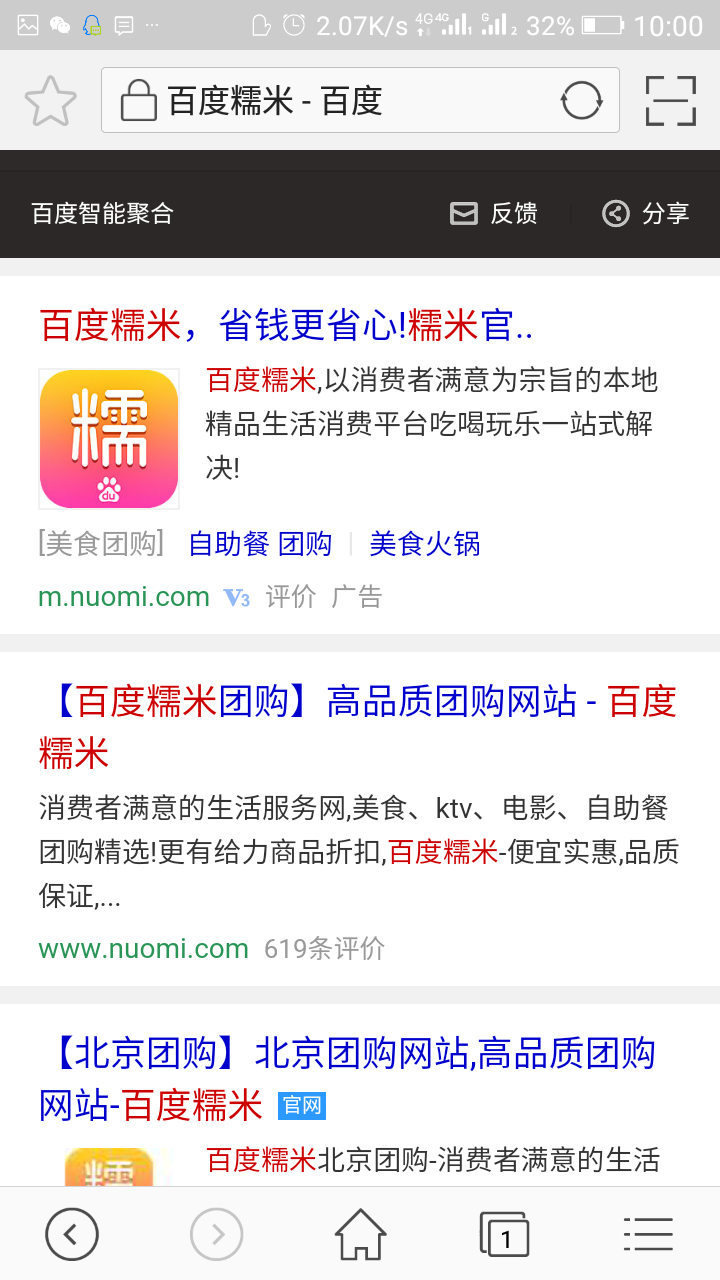 2.07K/s 4G 4G 1 G 2 32% 10:00
百度糯米 - 百度
百度智能聚合 反馈 分享
百度糯米，省钱更省心!糯米官..
糯
du
百度糯米,以消费者满意为宗旨的本地
精品生活消费平台吃喝玩乐一站式解
决!
[美食团购] 自助餐 团购 | 美食火锅
m.nuomi.com V3 评价 广告
【百度糯米团购】高品质团购网站 - 百度
糯米
消费者满意的生活服务网,美食、ktv、电影、自助餐
团购精选!更有给力商品折扣,百度糯米-便宜实惠,品质
保证,...
www.nuomi.com 619条评价
【北京团购】北京团购网站,高品质团购
网站-百度糯米 官网
糯
百度糯米北京团购-消费者满意的生活
1